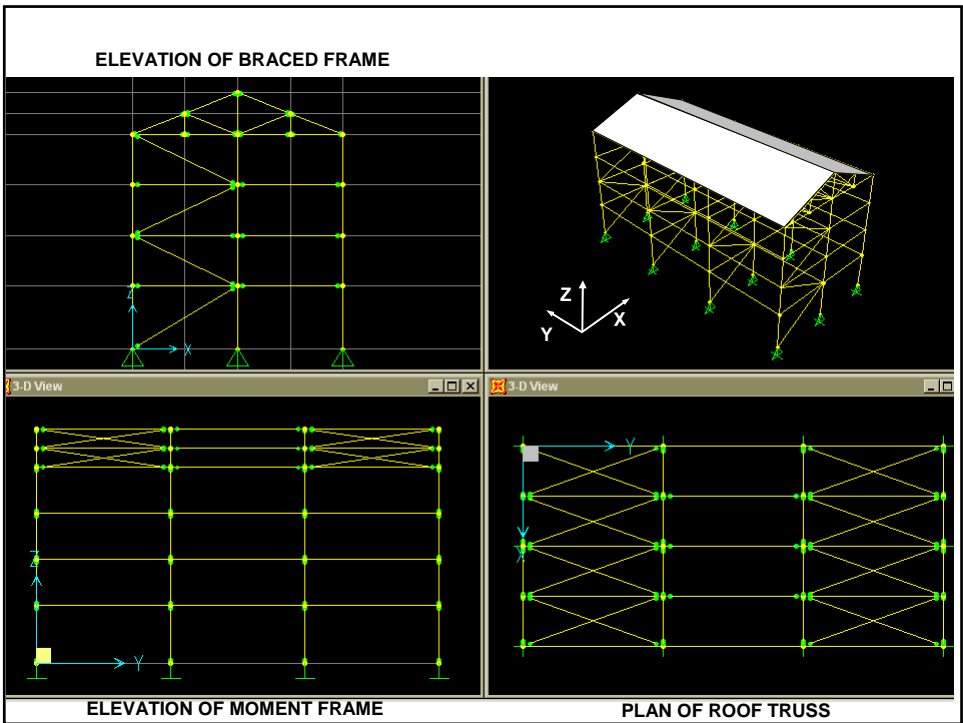 ELEVATION OF BRACED FRAME
Z
X
Z
X
Y
3-D View
3-D View
Z
Y
Y
X
ELEVATION OF MOMENT FRAME
PLAN OF ROOF TRUSS